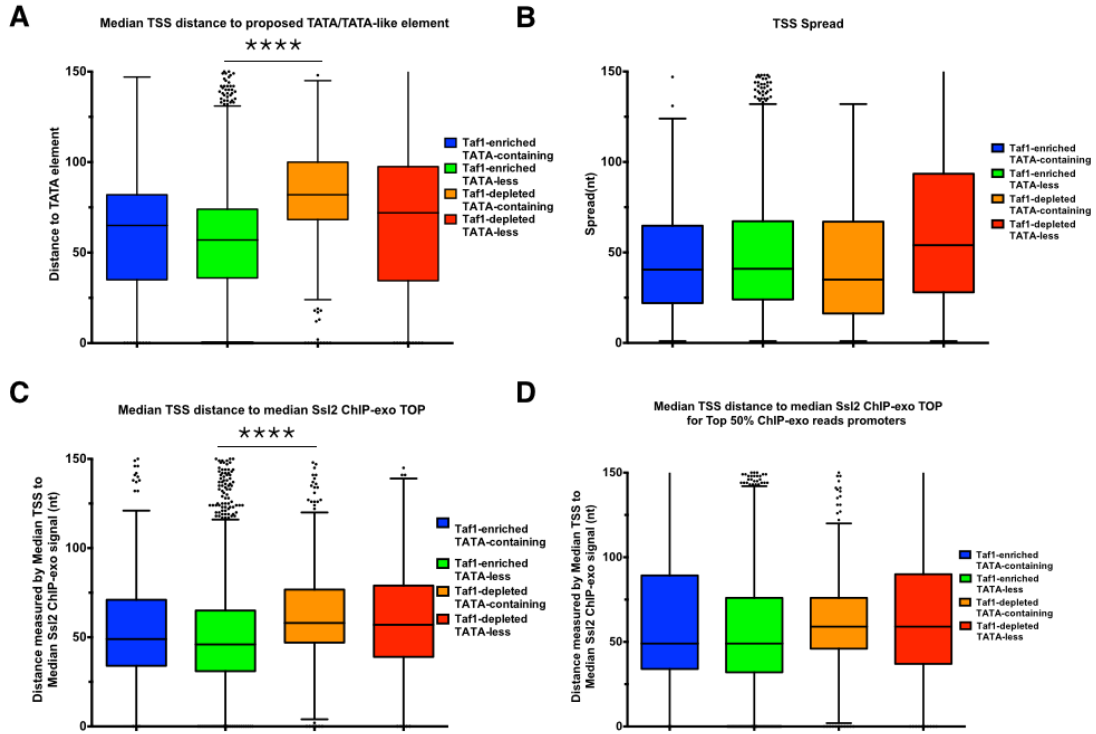 A
Median TSS distance to proposed TATA/TATA-like element
****
150
100
50
0
Distance to TATA element
Taf1-enriched
TATA-containing
Taf1-enriched
TATA-less
Taf1-depleted
TATA-containing
Taf1-depleted
TATA-less
B
TSS Spread
150
100
50
0
Spread(nt)
Taf1-enriched
TATA-containing
Taf1-enriched
TATA-less
Taf1-depleted
TATA-containing
Taf1-depleted
TATA-less
C
Median TSS distance to median Ssl2 ChIP-exo TOP
****
150
100
50
0
Distance measured by Median TSS to
Median Ssl2 ChIP-exo signal (nt)
Taf1-enriched
TATA-containing
Taf1-enriched
TATA-less
Taf1-depleted
TATA-containing
Taf1-depleted
TATA-less
D
Median TSS distance to median Ssl2 ChIP-exo TOP
for Top 50% ChIP-exo reads promoters
150
100
50
0
Distance measured by Median TSS to
Median Ssl2 ChIP-exo signal (nt)
Taf1-enriched
TATA-containing
Taf1-enriched
TATA-less
Taf1-depleted
TATA-containing
Taf1-depleted
TATA-less